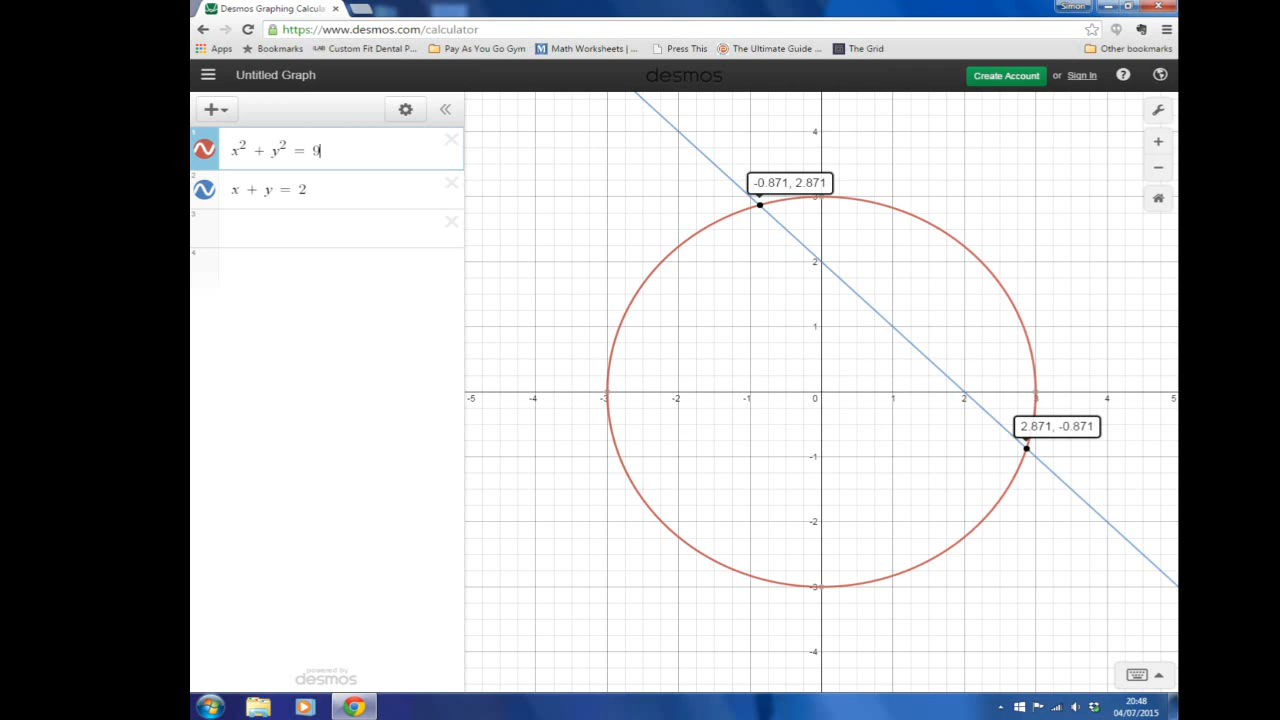 Desmos Graphing Calcula
Simon
https://www.desmos.com/calculator
Apps
Bookmarks
Custom Fit Dental P...
Pay As You Go Gym
Math Worksheets | ...
Press This
The Ultimate Guide ...
The Grid
Other bookmarks
Untitled Graph
desmos
Create Account or Sign In
1
x² + y² = 9
2
x + y = 2
3
4
-0.871, 2.871
2.871, -0.871
4
3
2
1
-5 -4 -3 -2 -1 0 1 2 3 4 5
-1
-2
-3
-4
powered by
desmos
20:48
04/07/2015